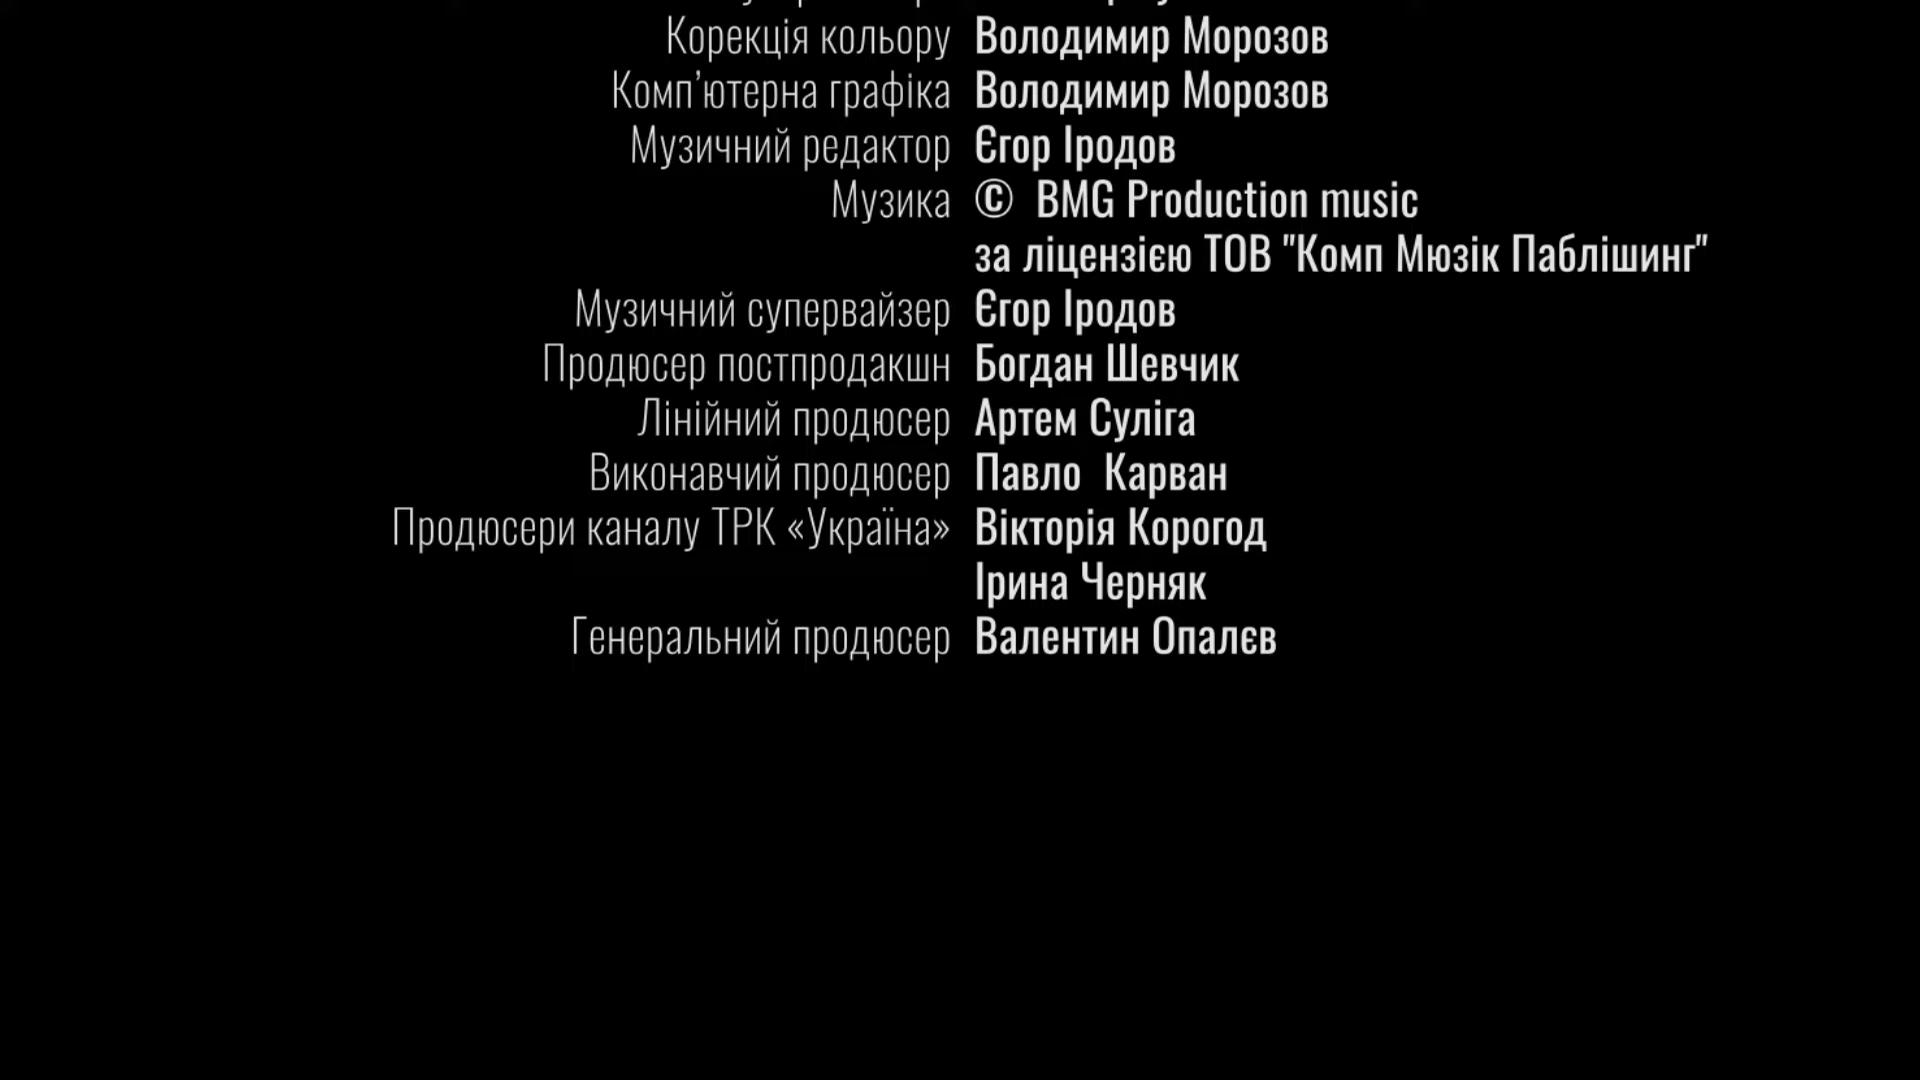 Корекція кольору Володимир Морозов
Комп’ютерна графіка Володимир Морозов
Музичний редактор Єгор Іродов
Музика © BMG Production music
за ліцензією ТОВ "Комп Мюзік Паблішинг"
Музичний супервайзер Єгор Іродов
Продюсер постпродакшн Богдан Шевчик
Лінійний продюсер Артем Суліга
Виконавчий продюсер Павло Карван
Продюсери каналу ТРК «Україна» Вікторія Корогод
Ірина Черняк
Генеральний продюсер Валентин Опалєв